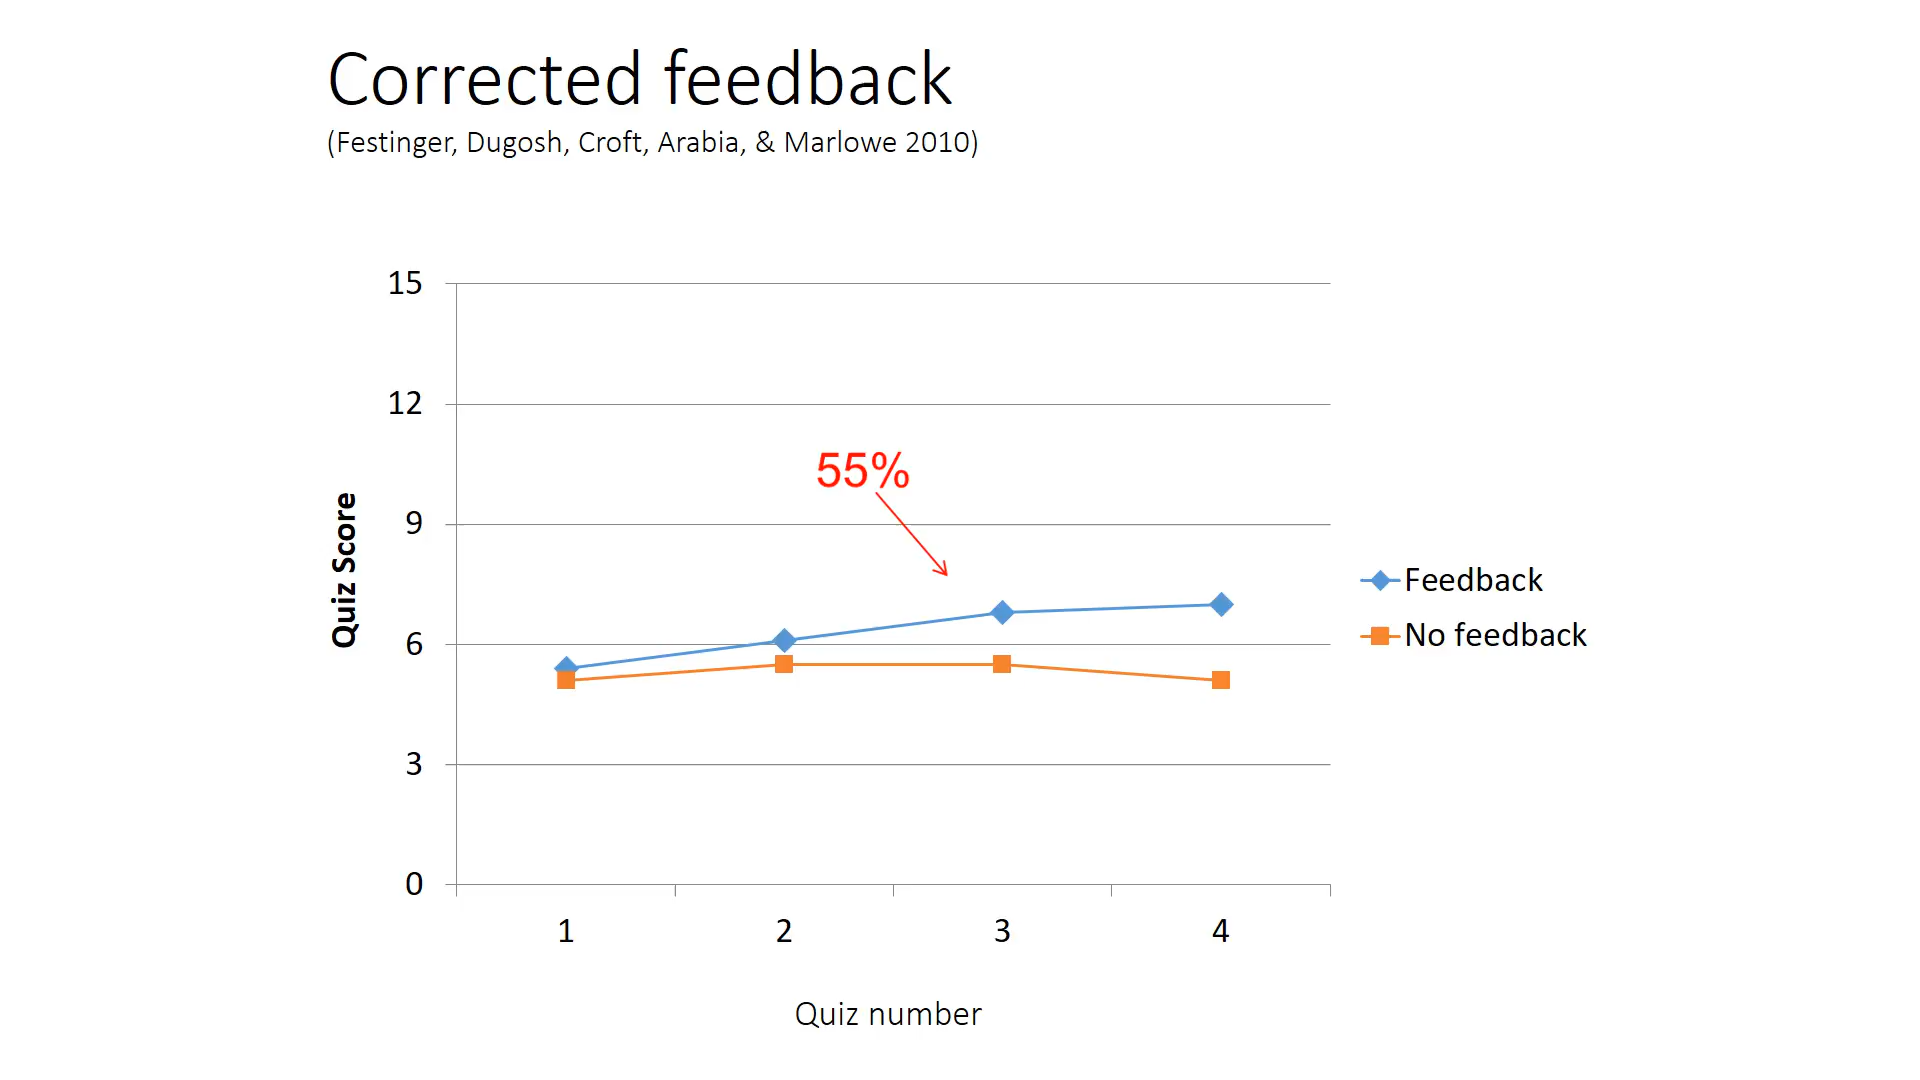 Corrected feedback
(Festinger, Dugosh, Croft, Arabia, & Marlowe 2010)
15
12
55%
9
Quiz Score
Feedback
No feedback
6
3
0
1 2 3 4
Quiz number